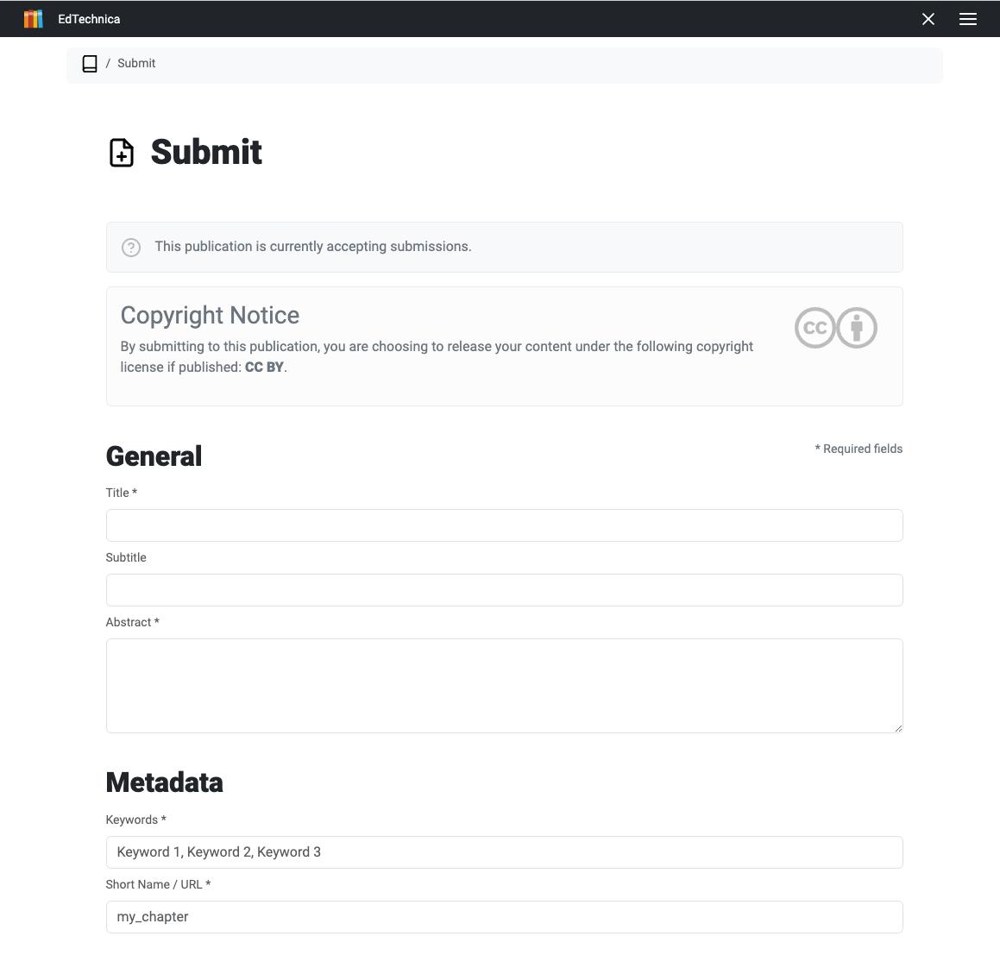 EdTechnica
/ Submit
Submit
This publication is currently accepting submissions.
Copyright Notice
By submitting to this publication, you are choosing to release your content under the following copyright
license if published: CC BY.
CC
General
* Required fields
Title *
Subtitle
Abstract *
Metadata
Keywords *
Keyword 1, Keyword 2, Keyword 3
Short Name / URL *
my_chapter